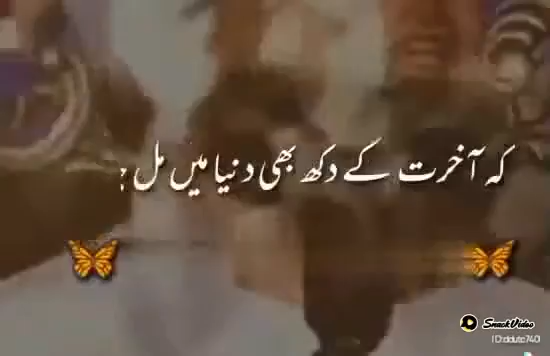 کہ آخرت کے دکھ بھی دنیا میں مل
SnackVideo